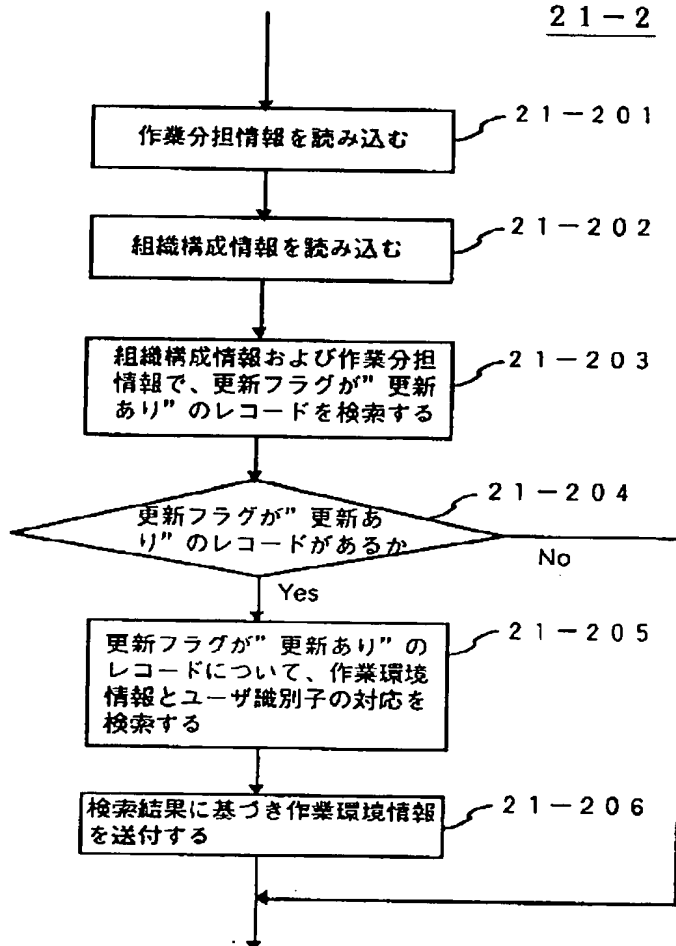 21-2
作業分担情報を読み込む
21-201
組織構成情報を読み込む
21-202
組織構成情報および作業分担
情報で、更新フラグが”更新
あり”のレコードを検索する
21-203
更新フラグが”更新あ
り”のレコードがあるか
21-204
No
Yes
更新フラグが”更新あり”の
レコードについて、作業環境
情報とユーザ識別子の対応を
検索する
21-205
検索結果に基づき作業環境情報
を送付する
21-206